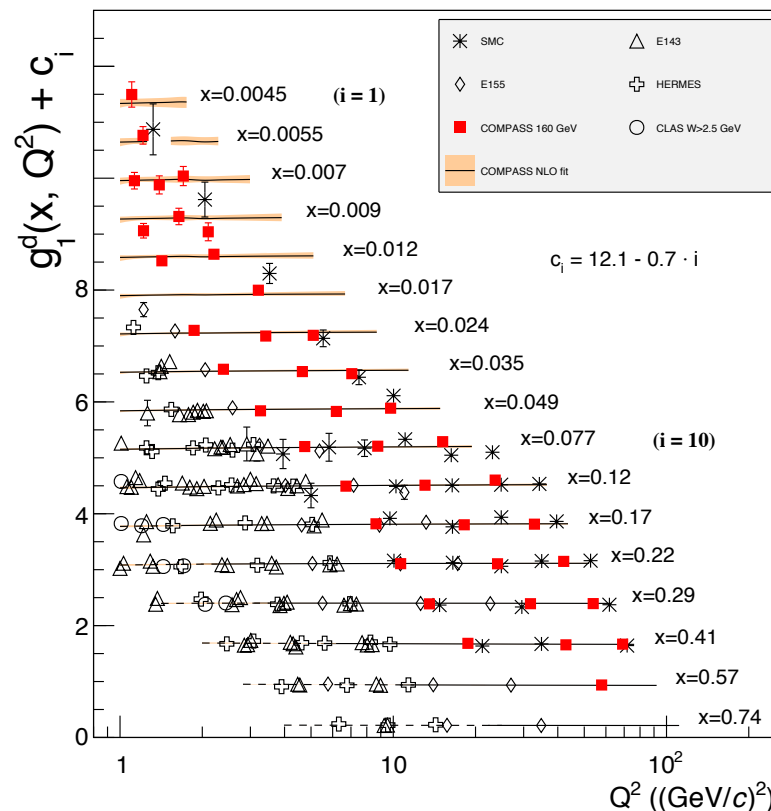 SMC
E143
E155
HERMES
COMPASS 160 GeV
CLAS W>2.5 GeV
COMPASS NLO fit
g₁ᵈ(x, Q²) + cᵢ
x=0.0045 (i = 1)
x=0.0055
x=0.007
x=0.009
x=0.012
cᵢ = 12.1 - 0.7 · i
8
x=0.017
x=0.024
x=0.035
6
x=0.049
x=0.077 (i = 10)
x=0.12
4
x=0.17
x=0.22
x=0.29
2
x=0.41
x=0.57
x=0.74
0
1 10 10²
Q² ((GeV/c)²)